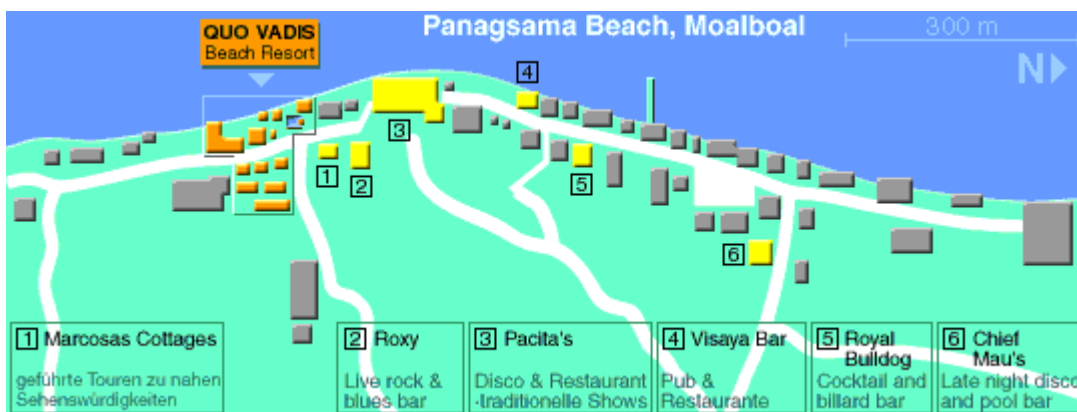 QUO VADIS
Beach Resort
Panagsama Beach, Moalboal
300 m
N
4
3
1
2
5
6
1 Marcosas Cottages
geführte Touren zu nahen
Sehenswürdigkeiten
2 Roxy
Live rock &
blues bar
3 Pacita's
Disco & Restaurant
-traditionelle Shows
4 Visaya Bar
Pub &
Restaurante
5 Royal
Bulldog
Cocktail and
billard bar
6 Chief
Mau's
Late night disco
and pool bar